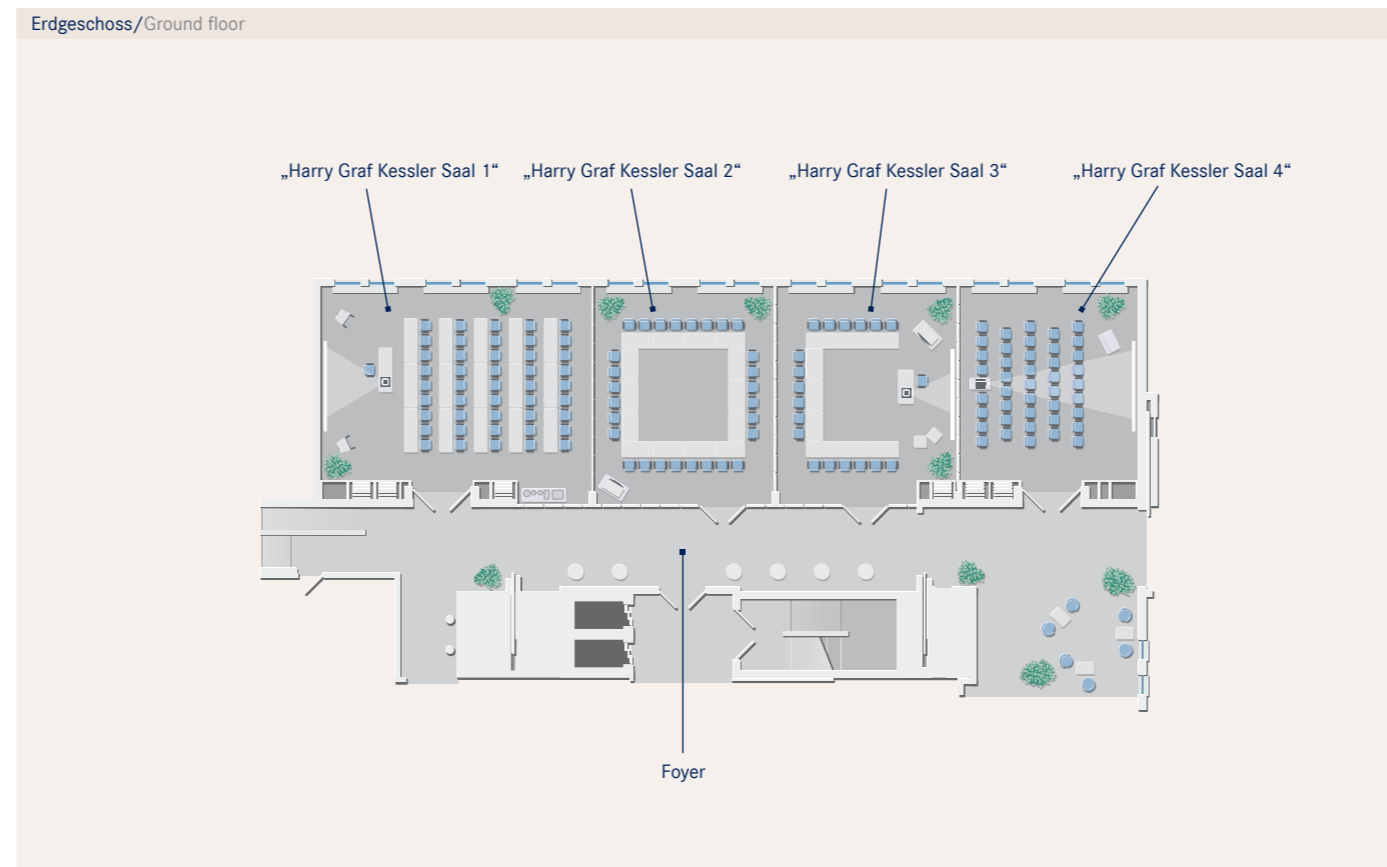 Erdgeschoss/Ground floor
„Harry Graf Kessler Saal 1“
„Harry Graf Kessler Saal 2“
„Harry Graf Kessler Saal 3“
„Harry Graf Kessler Saal 4“
Foyer